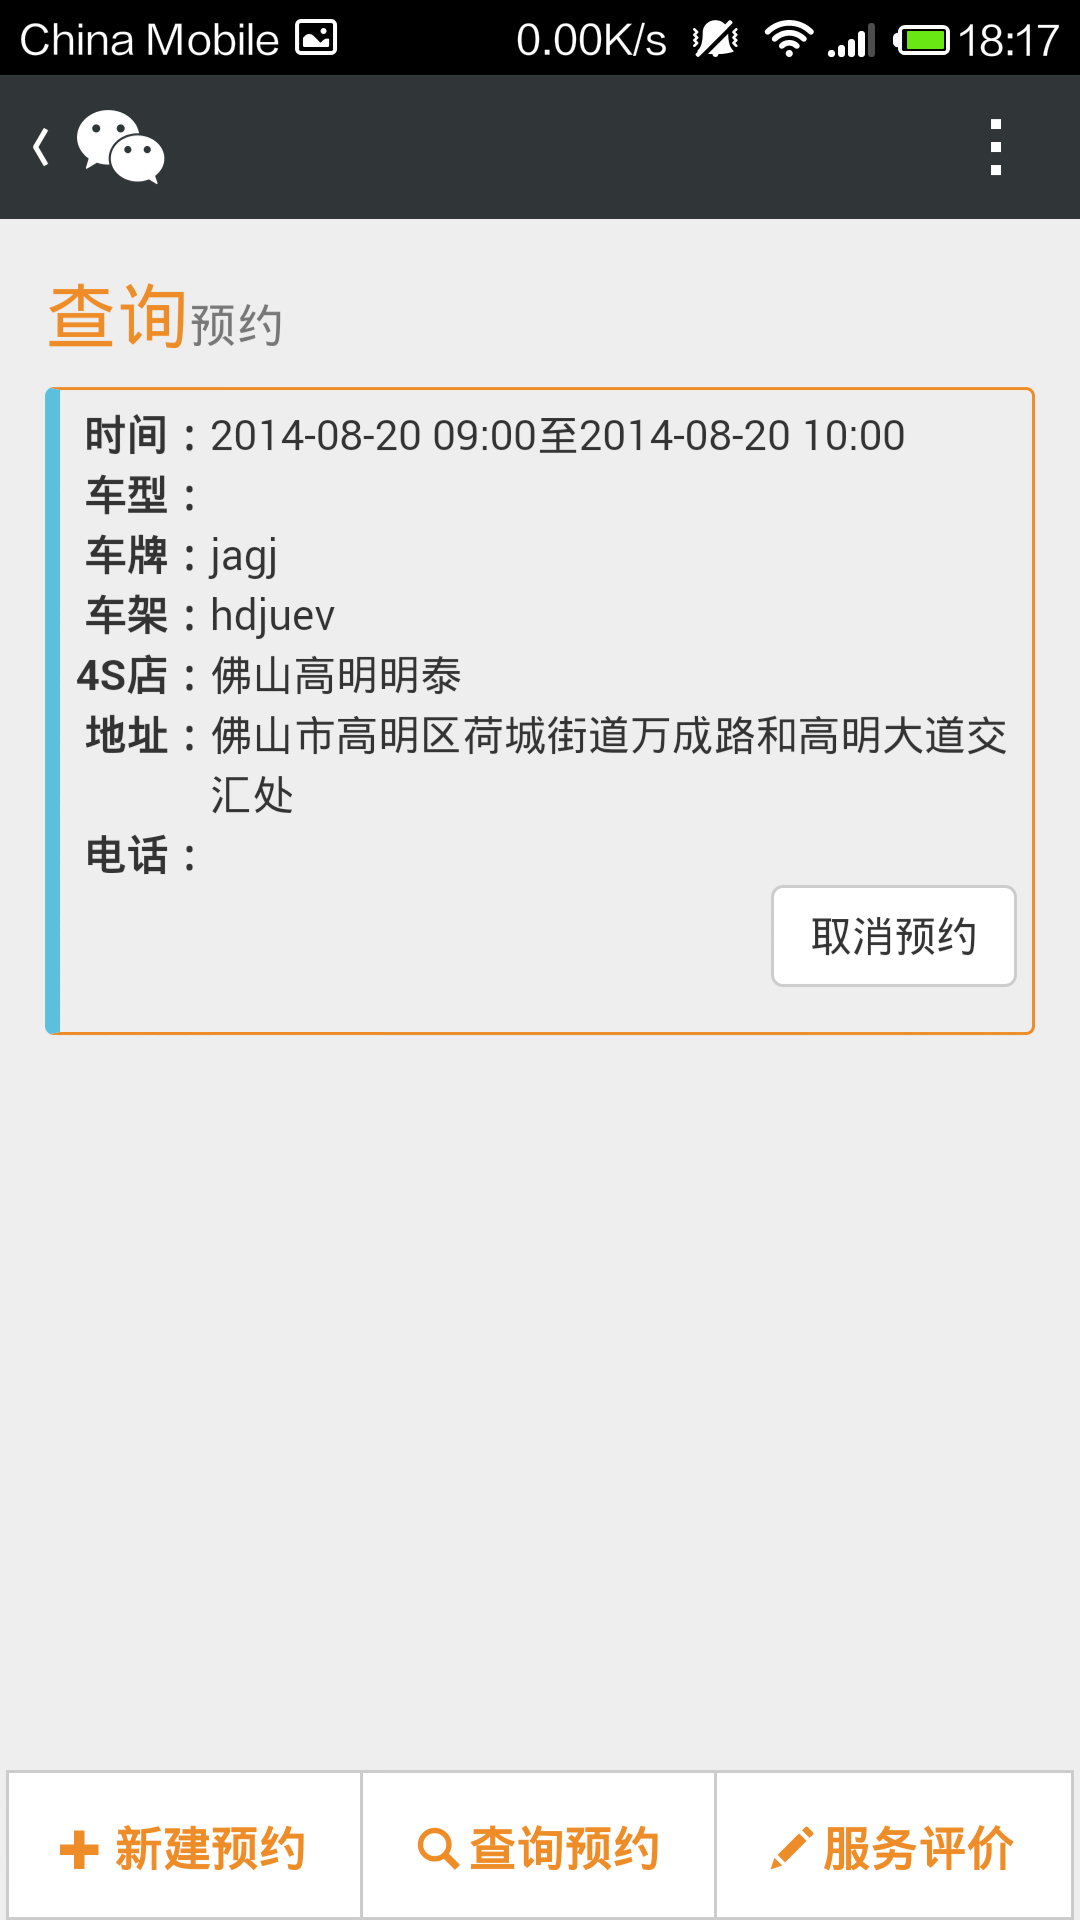 China Mobile 0.00K/s 18:17
查询预约
时间：2014-08-20 09:00至2014-08-20 10:00
车型：
车牌：jagj
车架：hdjuev
4S店：佛山高明明泰
地址：佛山市高明区荷城街道万成路和高明大道交
汇处
电话：
取消预约
新建预约 查询预约 服务评价